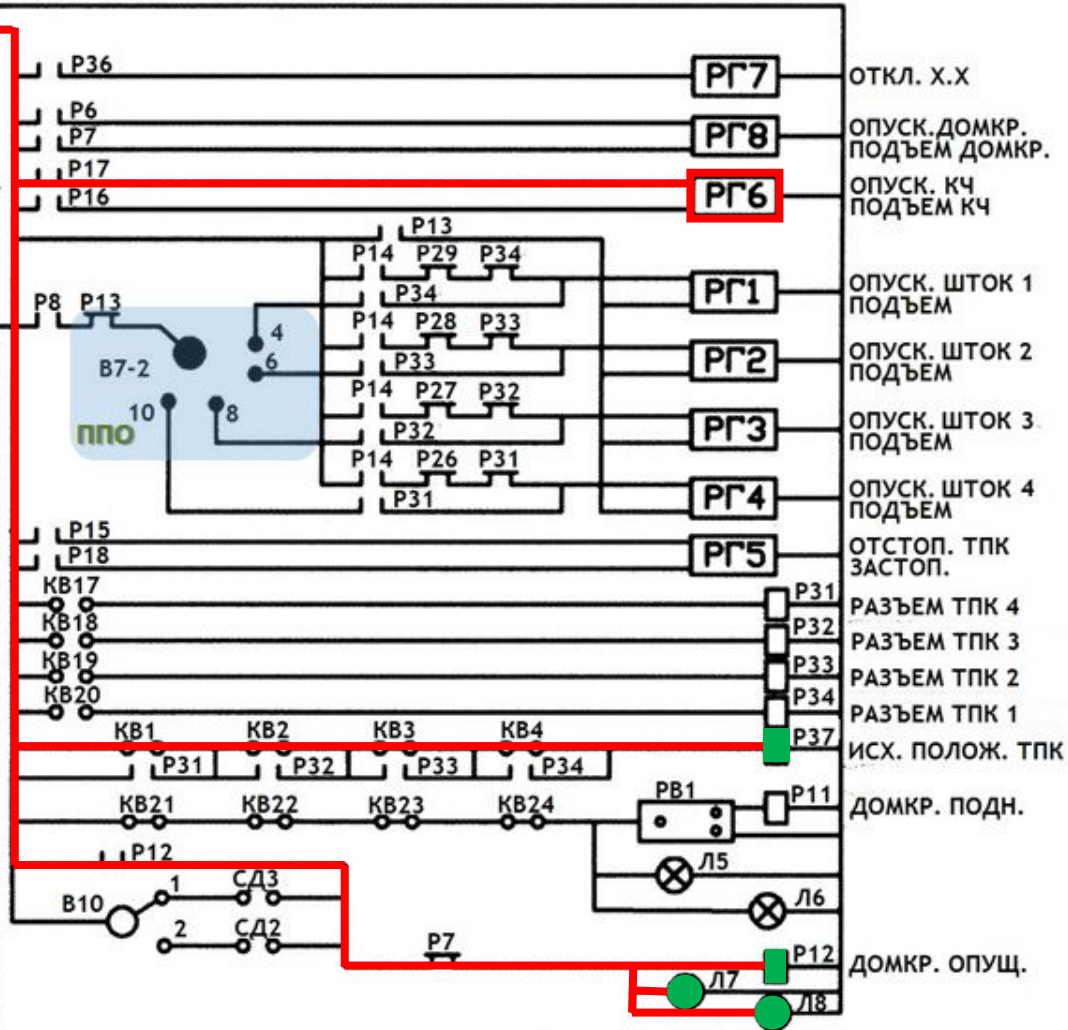 Р36
РГ7
ОТКЛ. Х.Х
Р6
Р7
РГ8
ОПУСК.ДОМКР.
ПОДЪЕМ ДОМКР.
Р17
Р16
РГ6
ОПУСК. КЧ
ПОДЪЕМ КЧ
Р13
Р14 Р29 Р34
Р34
РГ1
ОПУСК. ШТОК 1
ПОДЪЕМ
Р8 Р13
В7-2
4
6
8
10
ППО
Р14 Р28 Р33
Р33
РГ2
ОПУСК. ШТОК 2
ПОДЪЕМ
Р14 Р27 Р32
Р32
РГ3
ОПУСК. ШТОК 3
ПОДЪЕМ
Р14 Р26 Р31
Р31
РГ4
ОПУСК. ШТОК 4
ПОДЪЕМ
Р15
Р18
РГ5
ОТСТОП. ТПК
ЗАСТОП.
КВ17 Р31 РАЗЪЕМ ТПК 4
КВ18 Р32 РАЗЪЕМ ТПК 3
КВ19 Р33 РАЗЪЕМ ТПК 2
КВ20 Р34 РАЗЪЕМ ТПК 1
КВ1 КВ2 КВ3 КВ4 Р37 ИСХ. ПОЛОЖ. ТПК
Р31 Р32 Р33 Р34
КВ21 КВ22 КВ23 КВ24 РВ1 Р11 ДОМКР. ПОДН.
Р12
Л5
В10 1 СД3
Л6
2 СД2
Р7 Р12 ДОМКР. ОПУЩ.
Л7
Л8